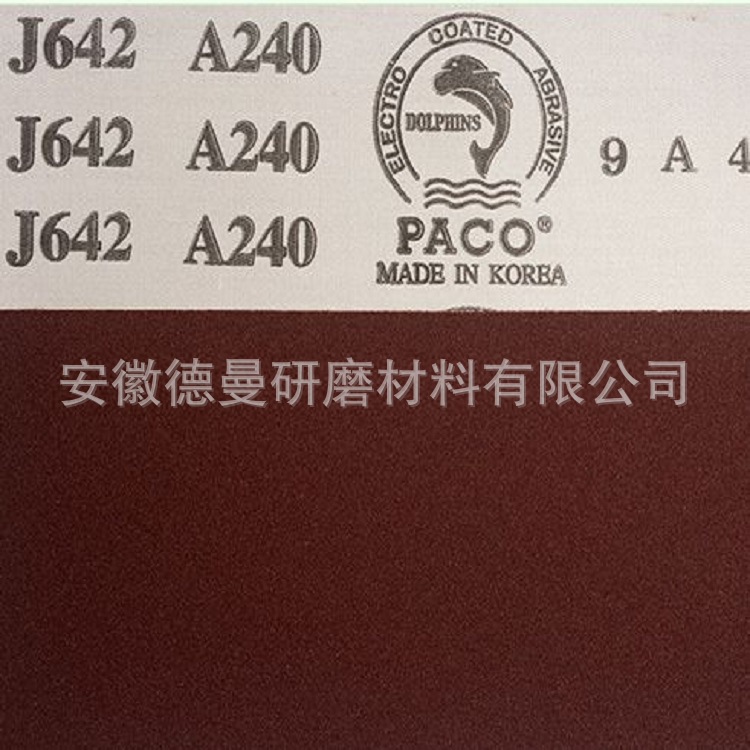 J642 A240
J642 A240
J642 A240
ELECTRO COATED ABRASIVE
DOLPHINS
PACO®
MADE IN KOREA
9 A 4
安徽德曼研磨材料有限公司